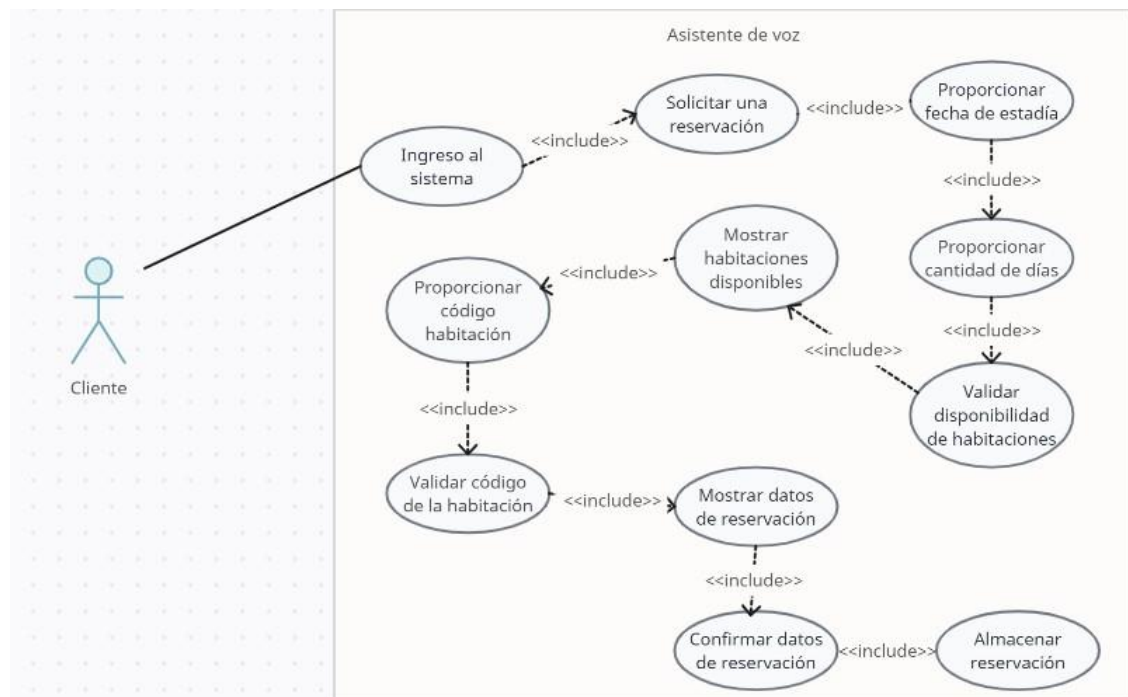 Asistente de voz
Solicitar una
reservación
<<include>>
Proporcionar
fecha de estadía
<<include>>
Ingreso al
sistema
<<include>>
Proporcionar
cantidad de días
<<include>>
Validar
disponibilidad
de habitaciones
<<include>>
Mostrar
habitaciones
disponibles
<<include>>
Proporcionar
código
habitación
<<include>>
Cliente
Validar código
de la habitación
<<include>>
Mostrar datos
de reservación
<<include>>
Confirmar datos
de reservación
<<include>>
Almacenar
reservación